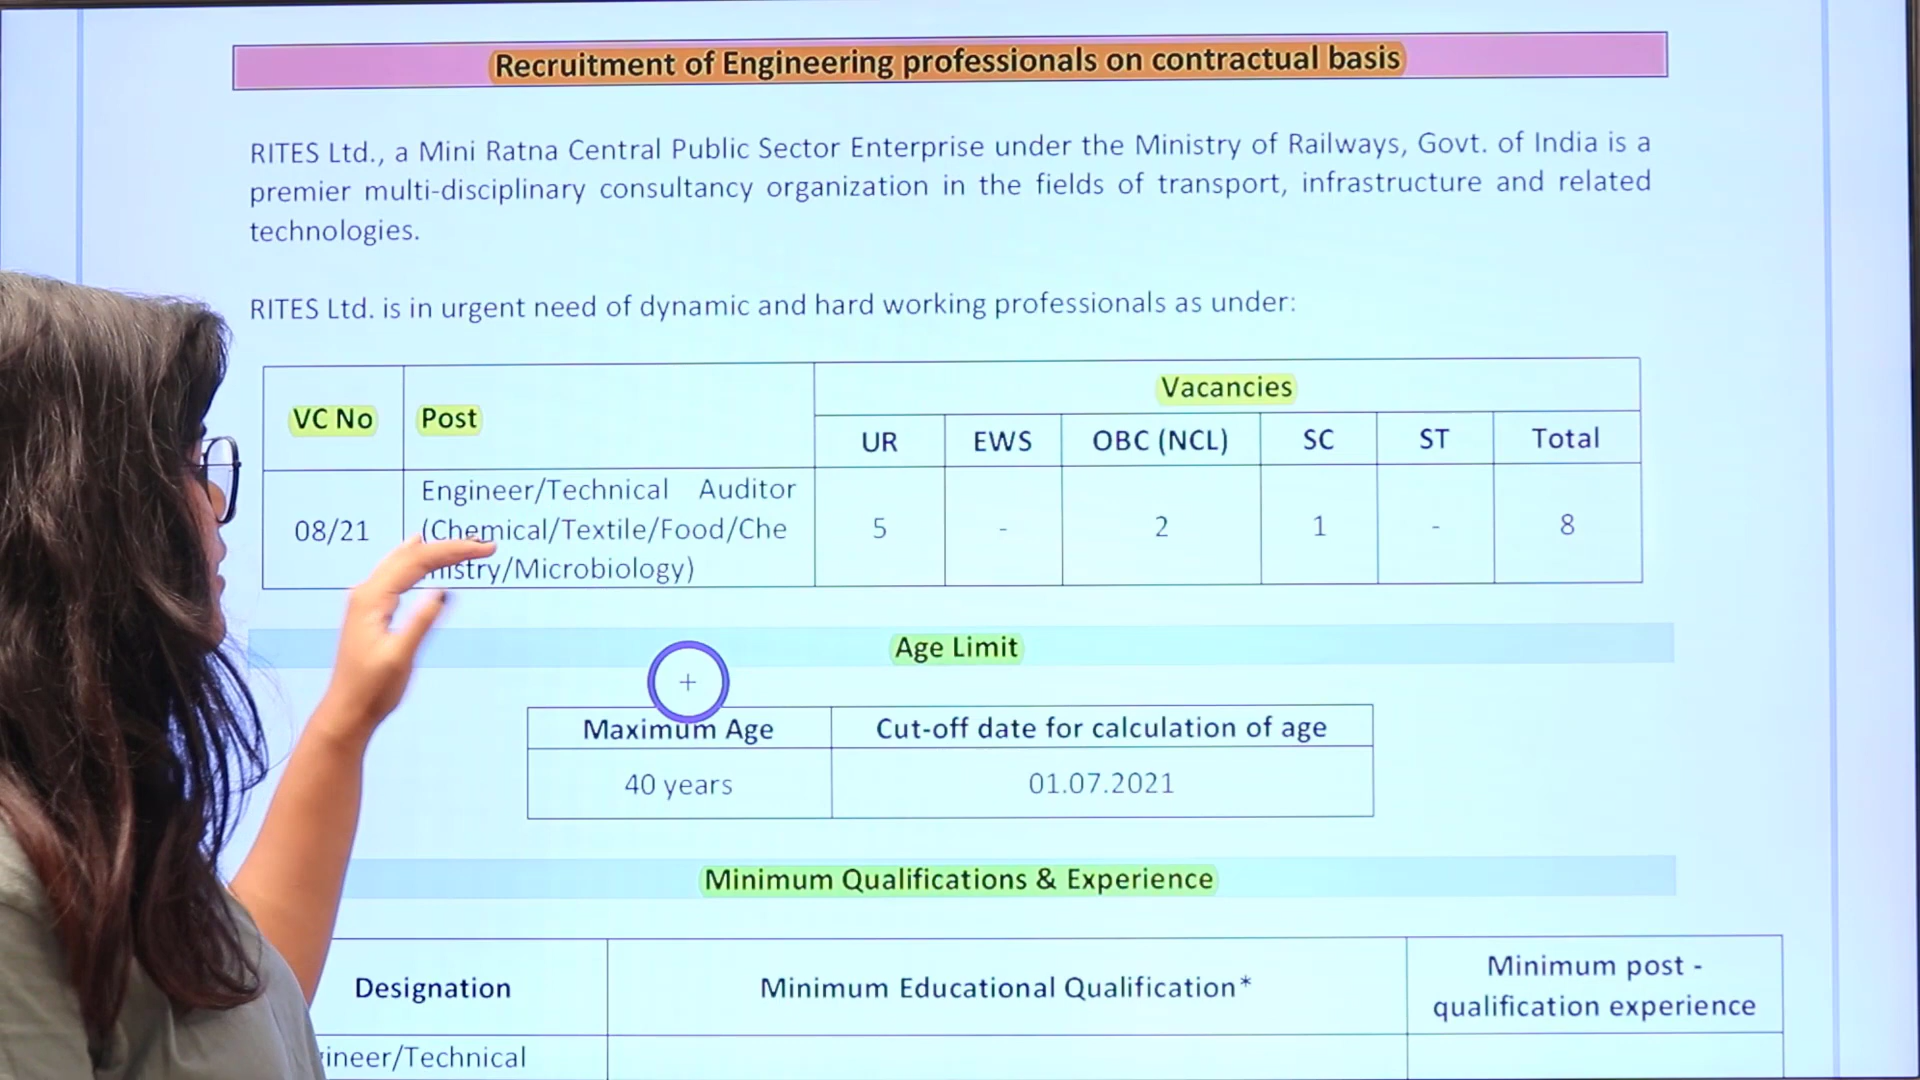 Recruitment of Engineering professionals on contractual basis
RITES Ltd., a Mini Ratna Central Public Sector Enterprise under the Ministry of Railways, Govt. of India is a
premier multi-disciplinary consultancy organization in the fields of transport, infrastructure and related
technologies.
RITES Ltd. is in urgent need of dynamic and hard working professionals as under:
VC No
Post
Vacancies
UR
EWS
OBC (NCL)
SC
ST
Total
08/21
Engineer/Technical Auditor
(Chemical/Textile/Food/Che
mistry/Microbiology)
5
-
2
1
-
8
Age Limit
+
Maximum Age
Cut-off date for calculation of age
40 years
01.07.2021
Minimum Qualifications & Experience
Designation
Minimum Educational Qualification*
Minimum post -
qualification experience
ineer/Technical